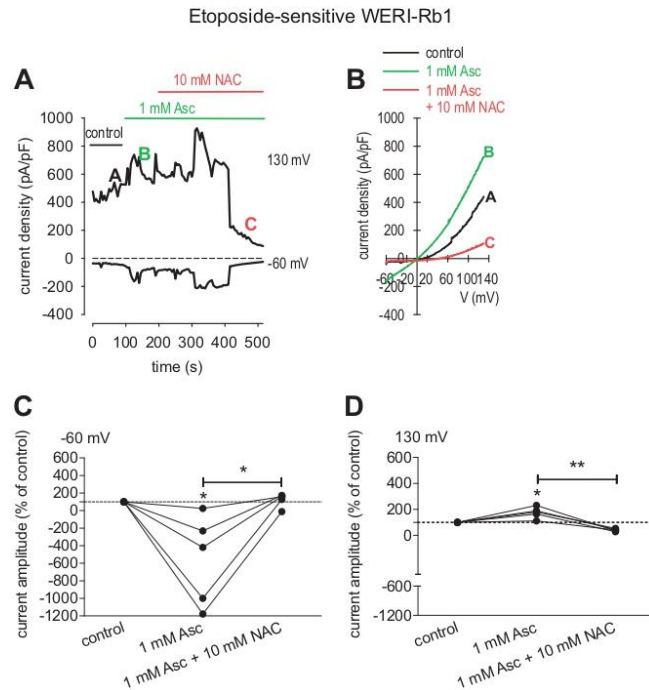 Etoposide-sensitive WERI-Rb1
A
10 mM NAC
1 mM Asc
control
current density (pA/pF)
1000
800
600
400
200
0
-200
-400
A
B
C
130 mV
-60 mV
0 100 200 300 400 500
time (s)
B
control
1 mM Asc
1 mM Asc
+ 10 mM NAC
current density (pA/pF)
1000
800
600
400
200
0
-200
-400
B
A
C
-60 -20 20 60 100 140
V (mV)
C
-60 mV
current amplitude (% of control)
600
400
200
0
-200
-400
-600
-800
-1000
-1200
*
*
control
1 mM Asc
1 mM Asc + 10 mM NAC
D
130 mV
current amplitude (% of control)
600
200
0
-600
-1200
**
*
control
1 mM Asc
1 mM Asc + 10 mM NAC